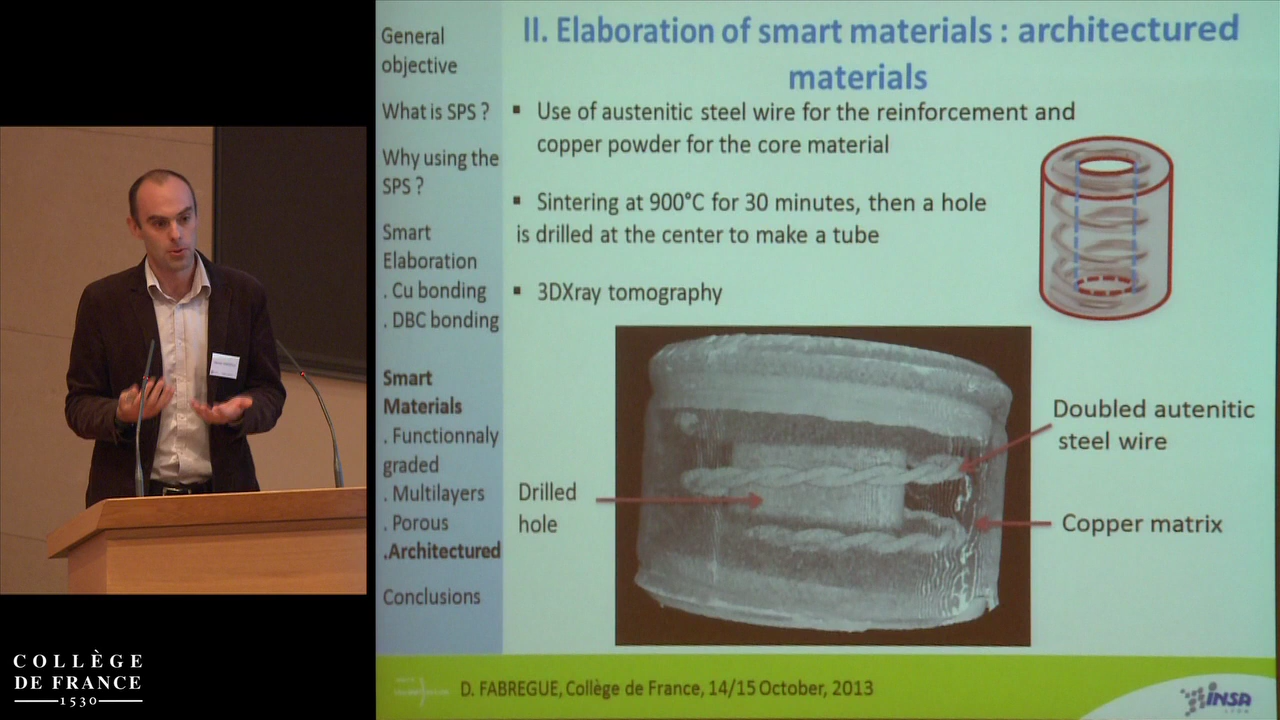 General
objective
What is SPS ?
Why using the
SPS ?
Smart
Elaboration
. Cu bonding
. DBC bonding
Smart
Materials
. Functionnaly
graded
. Multilayers
. Porous
.Architectured
Conclusions
II. Elaboration of smart materials : architectured
materials
▪ Use of austenitic steel wire for the reinforcement and
copper powder for the core material
▪ Sintering at 900°C for 30 minutes, then a hole
is drilled at the center to make a tube
▪ 3DXray tomography
Doubled autenitic
steel wire
Drilled
hole
Copper matrix
D. FABREGUE, Collège de France, 14/15 October, 2013
INSA
COLLÈGE
DE FRANCE
1530